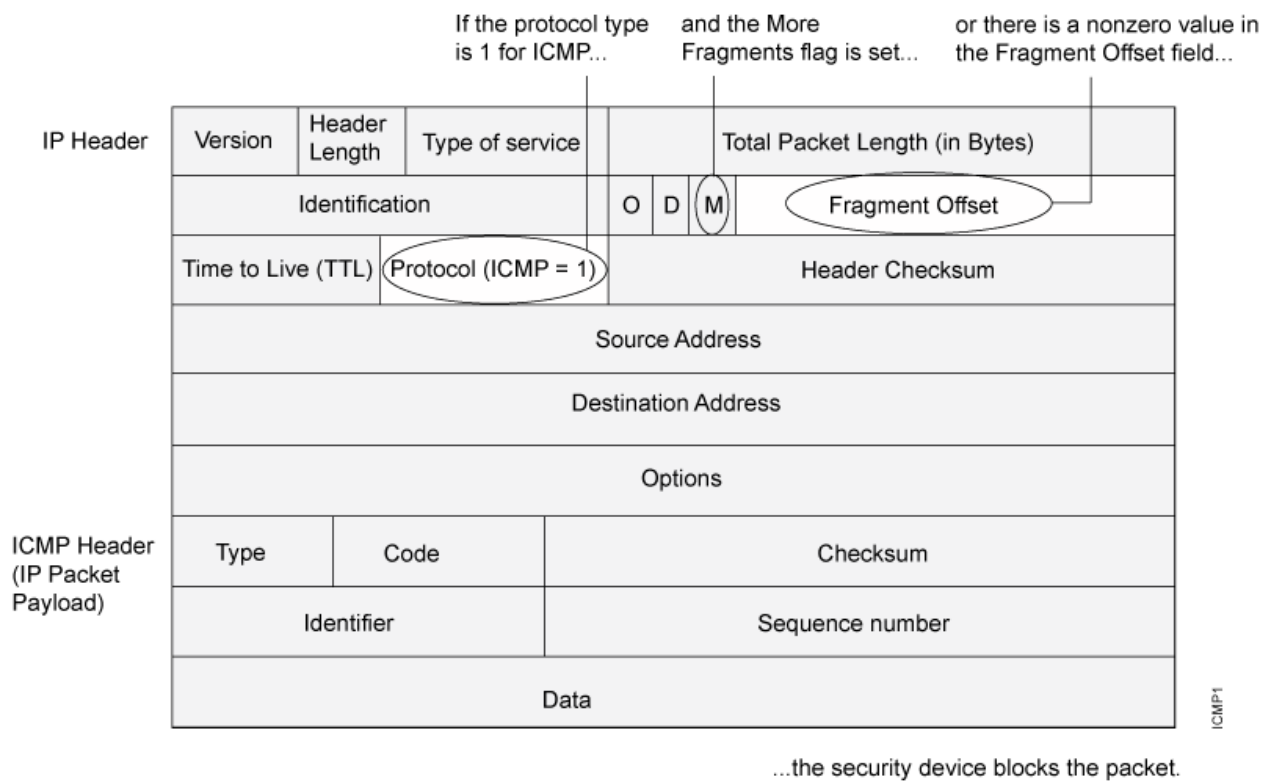 If the protocol type
is 1 for ICMP...
and the More
Fragments flag is set...
or there is a nonzero value in
the Fragment Offset field...
IP Header
Version
Header
Length
Type of service
Total Packet Length (in Bytes)
Identification
O
D
M
Fragment Offset
Time to Live (TTL)
Protocol (ICMP = 1)
Header Checksum
Source Address
Destination Address
Options
ICMP Header
(IP Packet
Payload)
Type
Code
Checksum
Identifier
Sequence number
Data
ICMP1
...the security device blocks the packet.